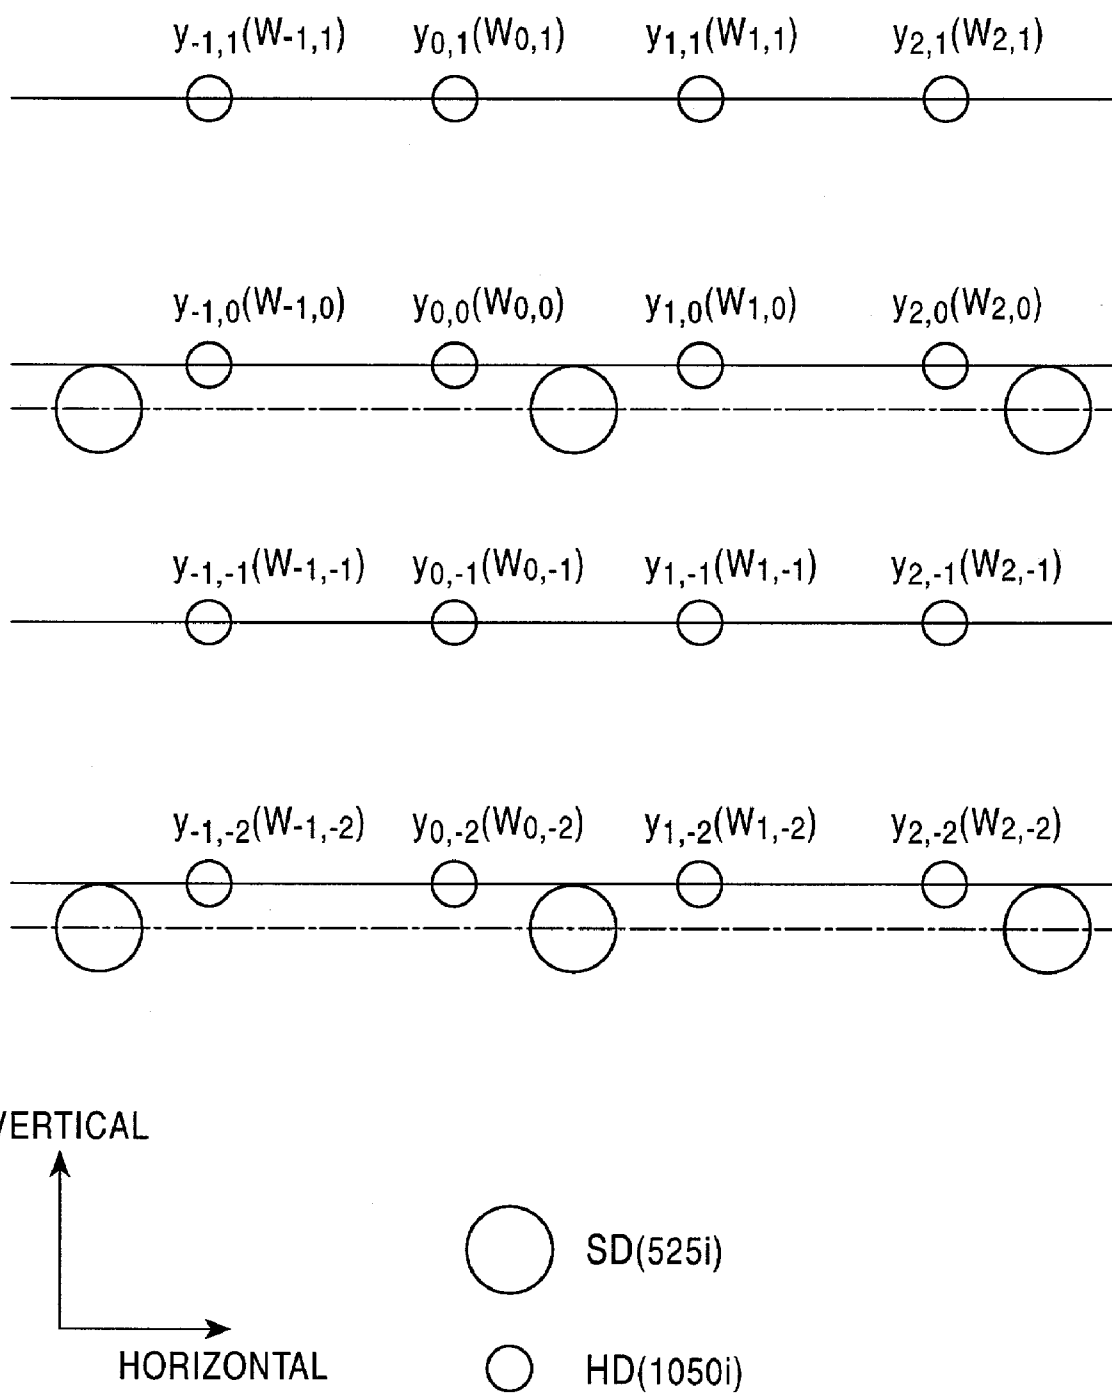 y-1,1(W-1,1) y0,1(W0,1) y1,1(W1,1) y2,1(W2,1)
y-1,0(W-1,0) y0,0(W0,0) y1,0(W1,0) y2,0(W2,0)
y-1,-1(W-1,-1) y0,-1(W0,-1) y1,-1(W1,-1) y2,-1(W2,-1)
y-1,-2(W-1,-2) y0,-2(W0,-2) y1,-2(W1,-2) y2,-2(W2,-2)
VERTICAL
SD(525i)
HORIZONTAL
HD(1050i)